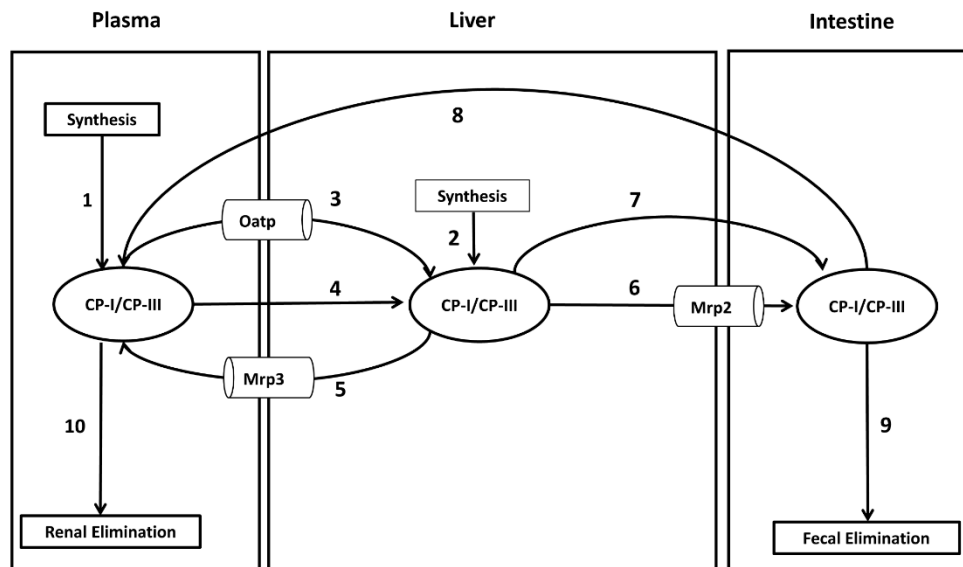 Plasma
Liver
Intestine
8
Synthesis
Synthesis
1
3
7
Oatp
2
CP-I/CP-III
4
CP-I/CP-III
6
Mrp2
CP-I/CP-III
Mrp3
5
10
9
Renal Elimination
Fecal Elimination